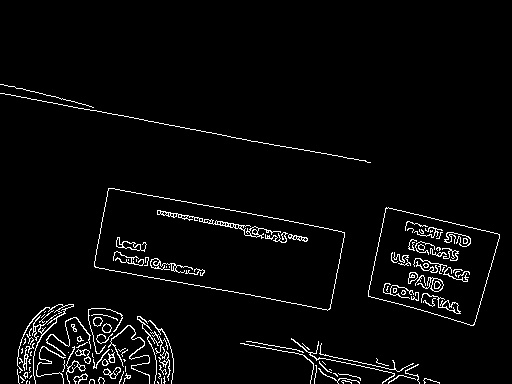 ****************ECRWSS****
Local
Postal Customer
PRSRT STD
ECRWSS
U.S. POSTAGE
PAID
EDDM RETAIL